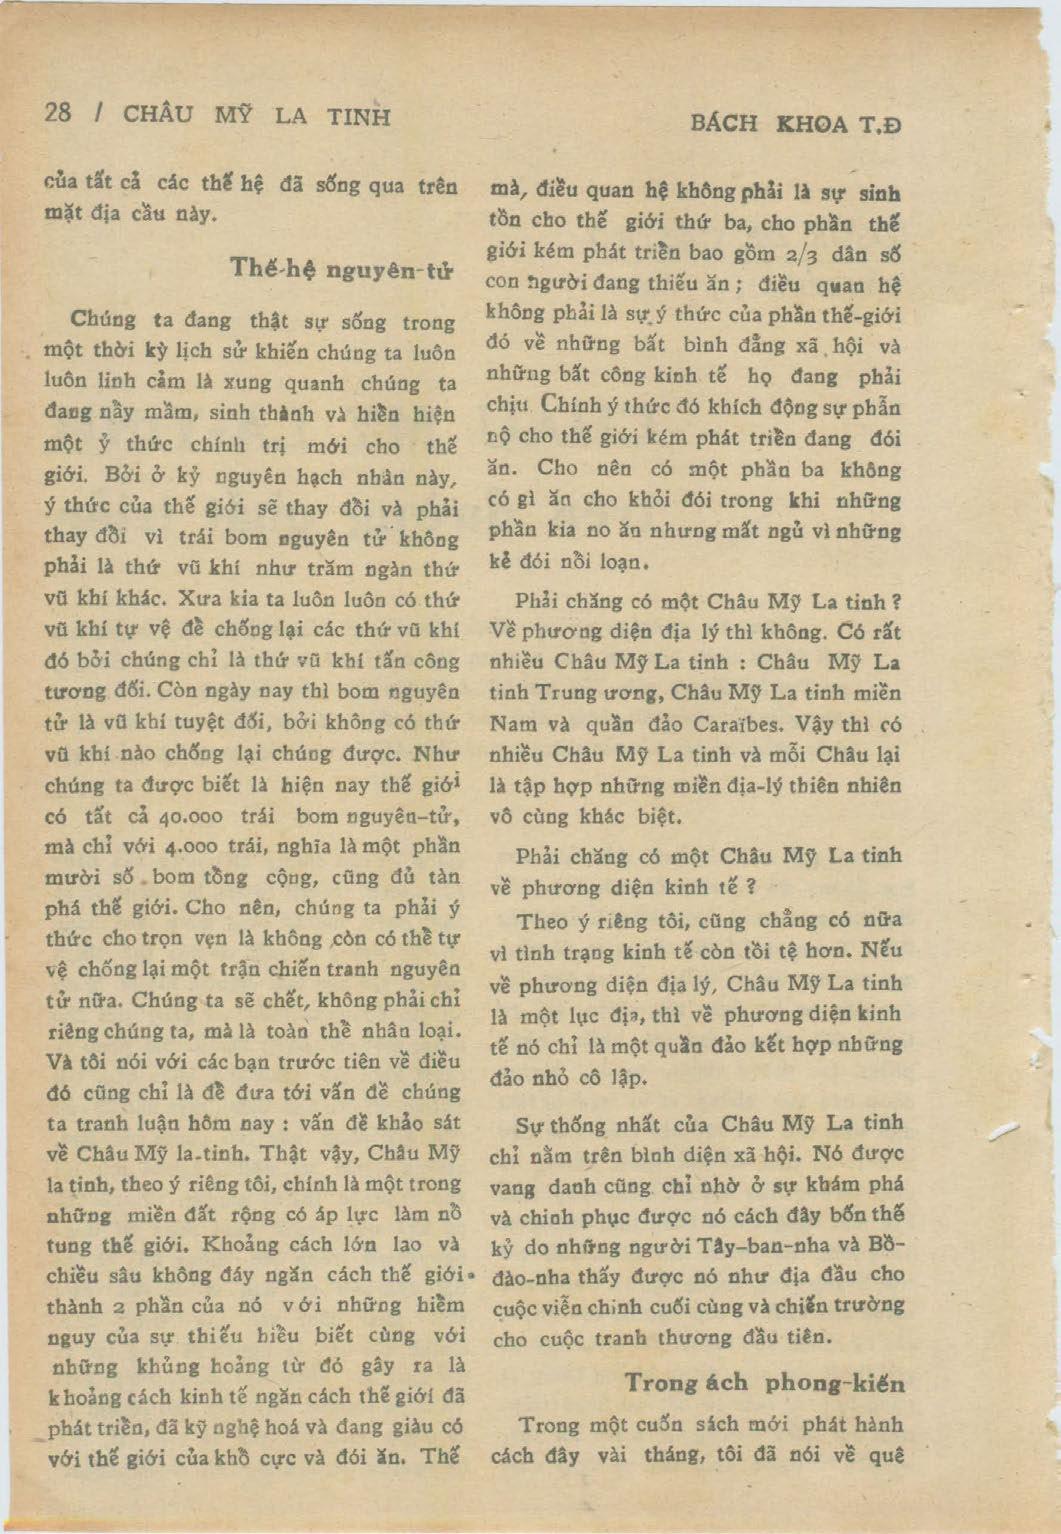 28 / CHÂU MỸ LA TINH
BÁCH KHOA T.Đ
của tất cả các thế hệ đã sống qua trên
mặt địa cầu này.
Thế-hệ nguyên-tử
Chúng ta đang thật sự sống trong
một thời kỳ lịch sử khiến chúng ta luôn
luôn linh cảm là xung quanh chúng ta
đang nẩy mầm, sinh thành và hiển hiện
một ý thức chính trị mới cho thế
giới. Bởi ở kỷ nguyên hạch nhân này,
ý thức của thế giới sẽ thay đổi và phải
thay đổi vì trái bom nguyên tử không
phải là thứ vũ khí như trăm ngàn thứ
vũ khí khác. Xưa kia ta luôn luôn có thứ
vũ khí tự vệ để chống lại các thứ vũ khí
đó bởi chúng chỉ là thứ vũ khí tấn công
tương đối. Còn ngày nay thì bom nguyên
tử là vũ khí tuyệt đối, bởi không có thứ
vũ khí nào chống lại chúng được. Như
chúng ta được biết là hiện nay thế giới
có tất cả 40.000 trái bom nguyên-tử,
mà chỉ với 4.000 trái, nghĩa là một phần
mười số bom tổng cộng, cũng đủ tàn
phá thế giới. Cho nên, chúng ta phải ý
thức cho trọn vẹn là không còn có thể tự
vệ chống lại một trận chiến tranh nguyên
tử nữa. Chúng ta sẽ chết, không phải chỉ
riêng chúng ta, mà là toàn thể nhân loại.
Và tôi nói với các bạn trước tiên về điều
đó cũng chỉ là để đưa tới vấn đề chúng
ta tranh luận hôm nay : vấn đề khảo sát
về Châu Mỹ la-tinh. Thật vậy, Châu Mỹ
la tinh, theo ý riêng tôi, chính là một trong
những miền đất rộng có áp lực làm nổ
tung thế giới. Khoảng cách lớn lao và
chiều sâu không đáy ngăn cách thế giới
thành 2 phần của nó với những hiểm
nguy của sự thiếu hiểu biết cùng với
những khủng hoảng từ đó gây ra là
khoảng cách kinh tế ngăn cách thế giới đã
phát triển, đã kỹ nghệ hoá và đang giàu có
với thế giới của khổ cực và đói ăn. Thế
mà, điều quan hệ không phải là sự sinh
tồn cho thế giới thứ ba, cho phần thế
giới kém phát triển bao gồm 2/3 dân số
con người đang thiếu ăn ; điều quan hệ
không phải là sự ý thức của phần thế-giới
đó về những bất bình đẳng xã hội và
những bất công kinh tế họ đang phải
chịu Chính ý thức đó khích động sự phẫn
nộ cho thế giới kém phát triển đang đói
ăn. Cho nên có một phần ba không
có gì ăn cho khỏi đói trong khi những
phần kia no ăn nhưng mất ngủ vì những
kẻ đói nổi loạn.
Phải chăng có một Châu Mỹ La tinh ?
Về phương diện địa lý thì không. Có rất
nhiều Châu Mỹ La tinh : Châu Mỹ La
tinh Trung ương, Châu Mỹ La tinh miền
Nam và quần đảo Caraïbes. Vậy thì có
nhiều Châu Mỹ La tinh và mỗi Châu lại
là tập hợp những miền địa-lý thiên nhiên
vô cùng khác biệt.
Phải chăng có một Châu Mỹ La tinh
về phương diện kinh tế ?
Theo ý riêng tôi, cũng chẳng có nữa
vì tình trạng kinh tế còn tồi tệ hơn. Nếu
về phương diện địa lý, Châu Mỹ La tinh
là một lục địa, thì về phương diện kinh
tế nó chỉ là một quần đảo kết hợp những
đảo nhỏ cô lập.
Sự thống nhất của Châu Mỹ La tinh
chỉ nằm trên bình diện xã hội. Nó được
vang danh cũng chỉ nhờ ở sự khám phá
và chinh phục được nó cách đây bốn thế
kỷ do những người Tây-ban-nha và Bồ-
đào-nha thấy được nó như địa đầu cho
cuộc viễn chinh cuối cùng và chiến trường
cho cuộc tranh thương đầu tiên.
Trong ách phong-kiến
Trong một cuốn sách mới phát hành
cách đây vài tháng, tôi đã nói về quê